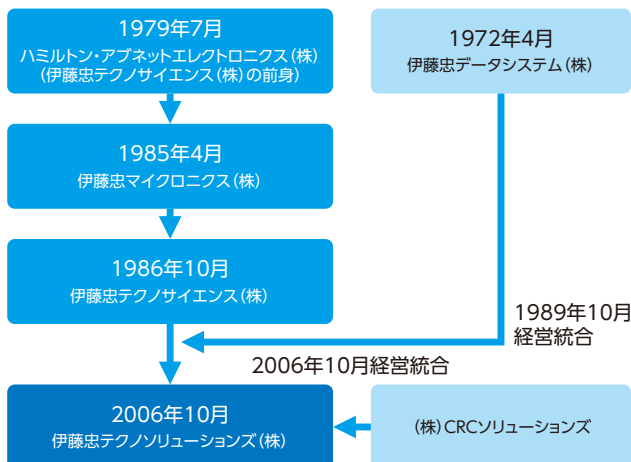 1979年7月
ハミルトン・アブネットエレクトロニクス(株)
(伊藤忠テクノサイエンス(株)の前身)
1972年4月
伊藤忠データシステム(株)
1985年4月
伊藤忠マイクロニクス(株)
1986年10月
伊藤忠テクノサイエンス(株)
1989年10月
経営統合
2006年10月経営統合
2006年10月
伊藤忠テクノソリューションズ(株)
(株)CRCソリューションズ